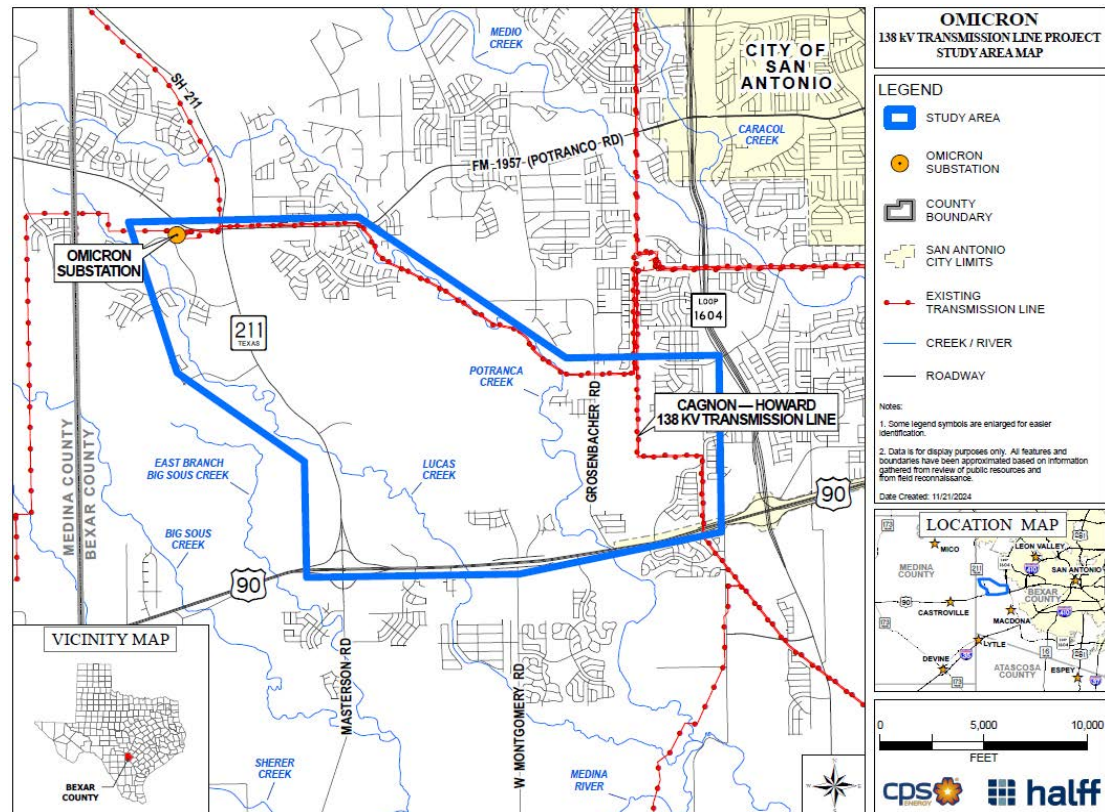 OMICRON
138 kV TRANSMISSION LINE PROJECT
STUDY AREA MAP
LEGEND
STUDY AREA
OMICRON
SUBSTATION
COUNTY
BOUNDARY
SAN ANTONIO
CITY LIMITS
EXISTING
TRANSMISSION LINE
CREEK / RIVER
ROADWAY
Notes:
1. Some legend symbols are enlarged for easier
identification.
2. Data is for display purposes only. All features and
boundaries have been approximated based on information
gathered from review of public resources and
from field reconnaissance.
Date Created: 11/21/2024
MEDIO
CREEK
CITY OF
SAN
ANTONIO
SH-211
CARACOL
CREEK
FM-1957 (POTRANCO RD)
OMICRON
SUBSTATION
LOOP
1604
211
TEXAS
POTRANCA
CREEK
GROSENBACHER RD
CAGNON — HOWARD
138 KV TRANSMISSION LINE
MEDINA COUNTY
BEXAR COUNTY
EAST BRANCH
BIG SOUS CREEK
LUCAS
CREEK
90
BIG SOUS
CREEK
90
MASTERSON RD
W MONTGOMERY RD
SHERER
CREEK
MEDINA
RIVER
VICINITY MAP
BEXAR
COUNTY
LOCATION MAP
MICO
LEON VALLEY
MEDINA
COUNTY
211
SAN ANTONIO
BEXAR
COUNTY
90
CASTROVILLE
MACDONA
LYTLE
DEVINE
16
ATASCOSA
COUNTY
ESPEY
173
0
5,000
10,000
FEET
cps
ENERGY
halff